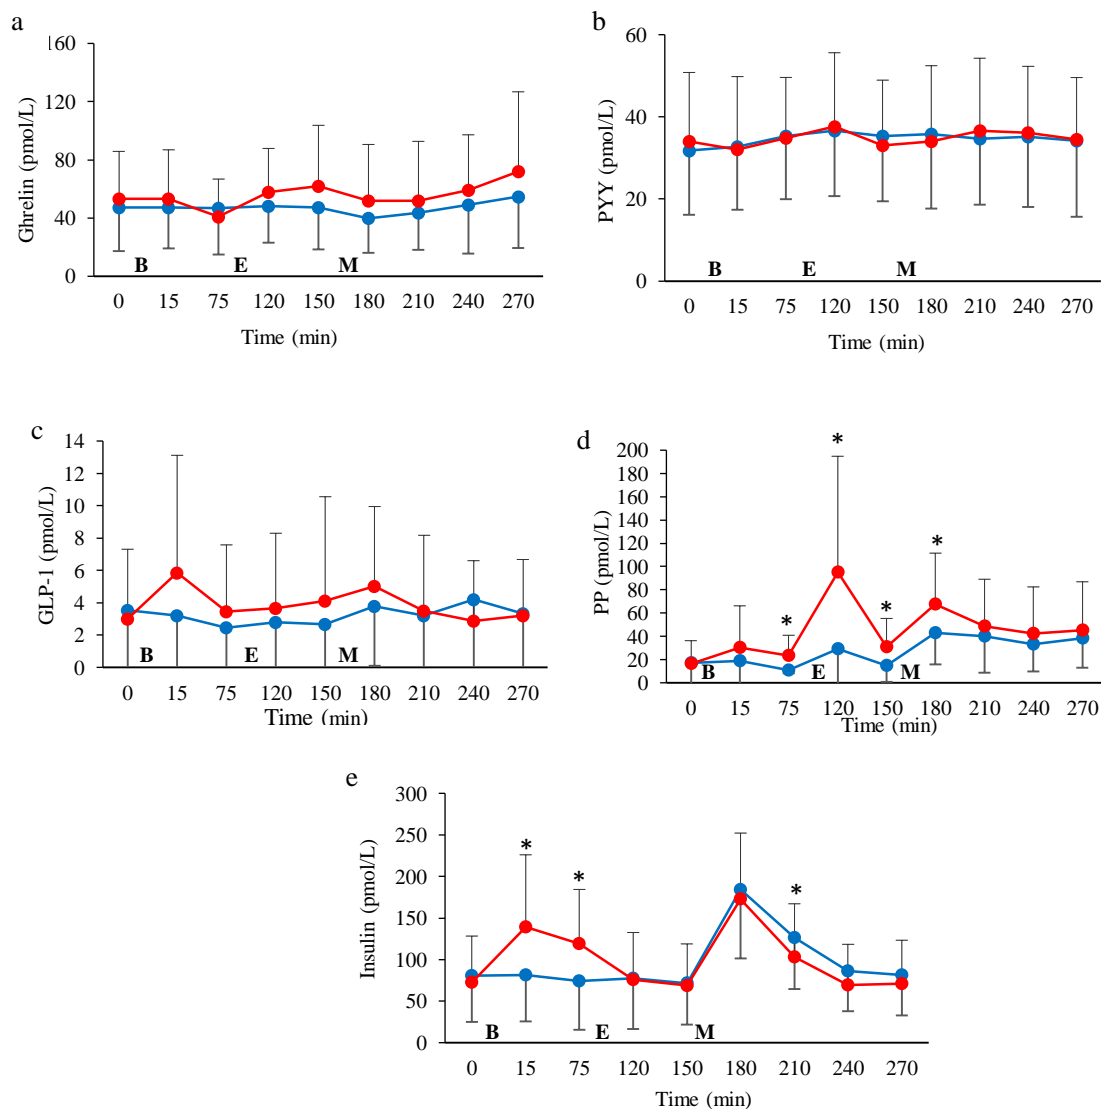 a
160
120
80
40
0
Ghrelin (pmol/L)
B E M
0 15 75 120 150 180 210 240 270
Time (min)
b
60
40
20
0
PYY (pmol/L)
B E M
0 15 75 120 150 180 210 240 270
Time (min)
c
14
12
10
8
6
4
2
0
GLP-1 (pmol/L)
B E M
0 15 75 120 150 180 210 240 270
Time (min)
d
200
180
160
140
120
100
80
60
40
20
0
PP (pmol/L)
* * * *
B E M
0 15 75 120 150 180 210 240 270
Time (min)
e
300
250
200
150
100
50
0
Insulin (pmol/L)
* * *
B E M
0 15 75 120 150 180 210 240 270
Time (min)